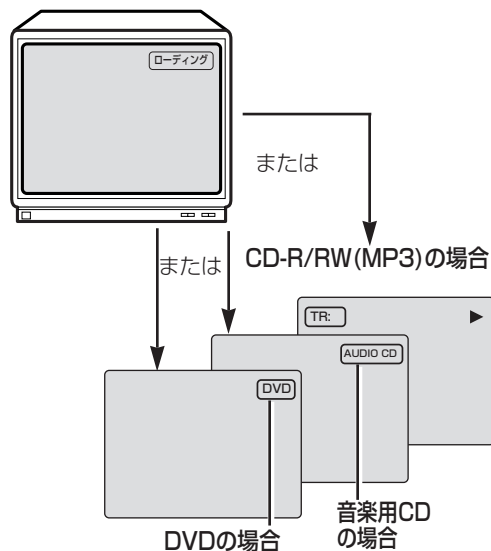 ローディング
または
または
CD-R/RW(MP3)の場合
TR:
AUDIO CD
DVD
音楽用CD
の場合
DVDの場合